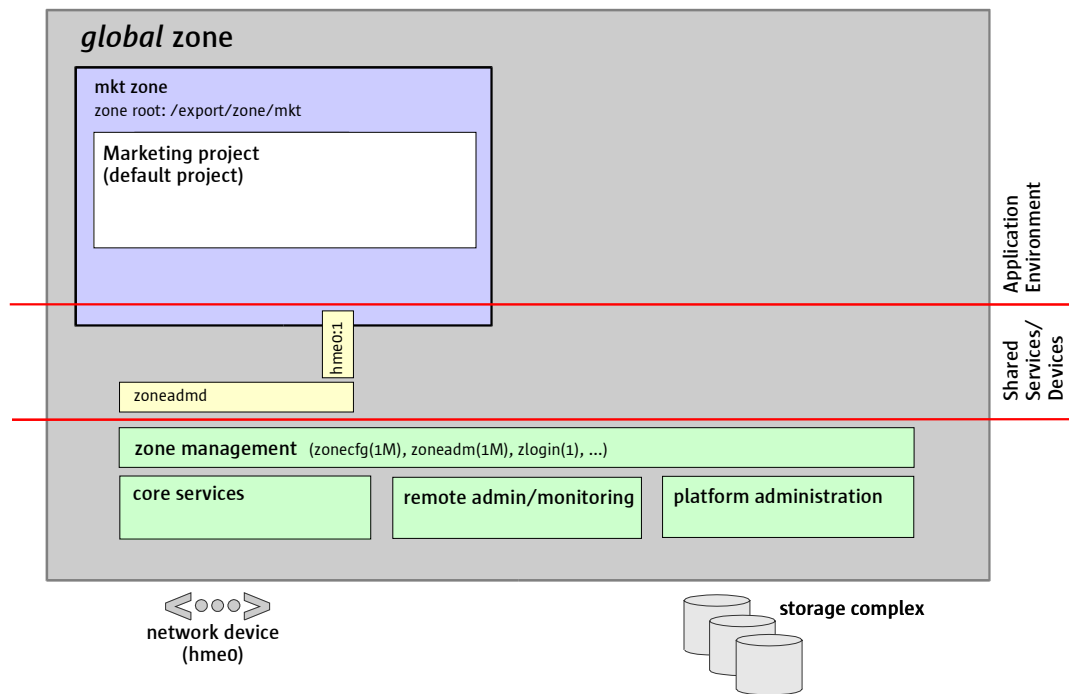 global zone
mkt zone
zone root: /export/zone/mkt
Marketing project
(default project)
Application
Environment
hme0:1
Shared
Services/
Devices
zoneadmd
zone management (zonecfg(1M), zoneadm(1M), zlogin(1), ...)
core services
remote admin/monitoring
platform administration
network device
(hme0)
storage complex